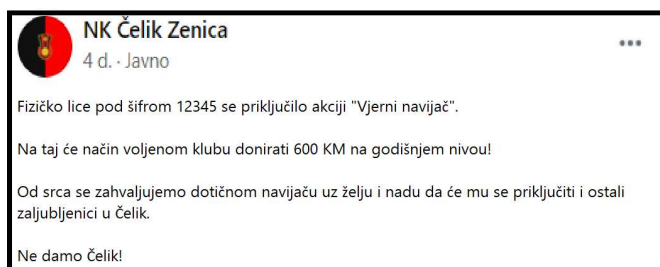 NK Čelik Zenica
4 d. · Javno
Fizičko lice pod šifrom 12345 se priključilo akciji "Vjerni navijač".
Na taj će način voljenom klubu donirati 600 KM na godišnjem nivou!
Od srca se zahvaljujemo dotičnom navijaču uz želju i nadu da će mu se priključiti i ostali
zaljubljenici u Čelik.
Ne damo Čelik!